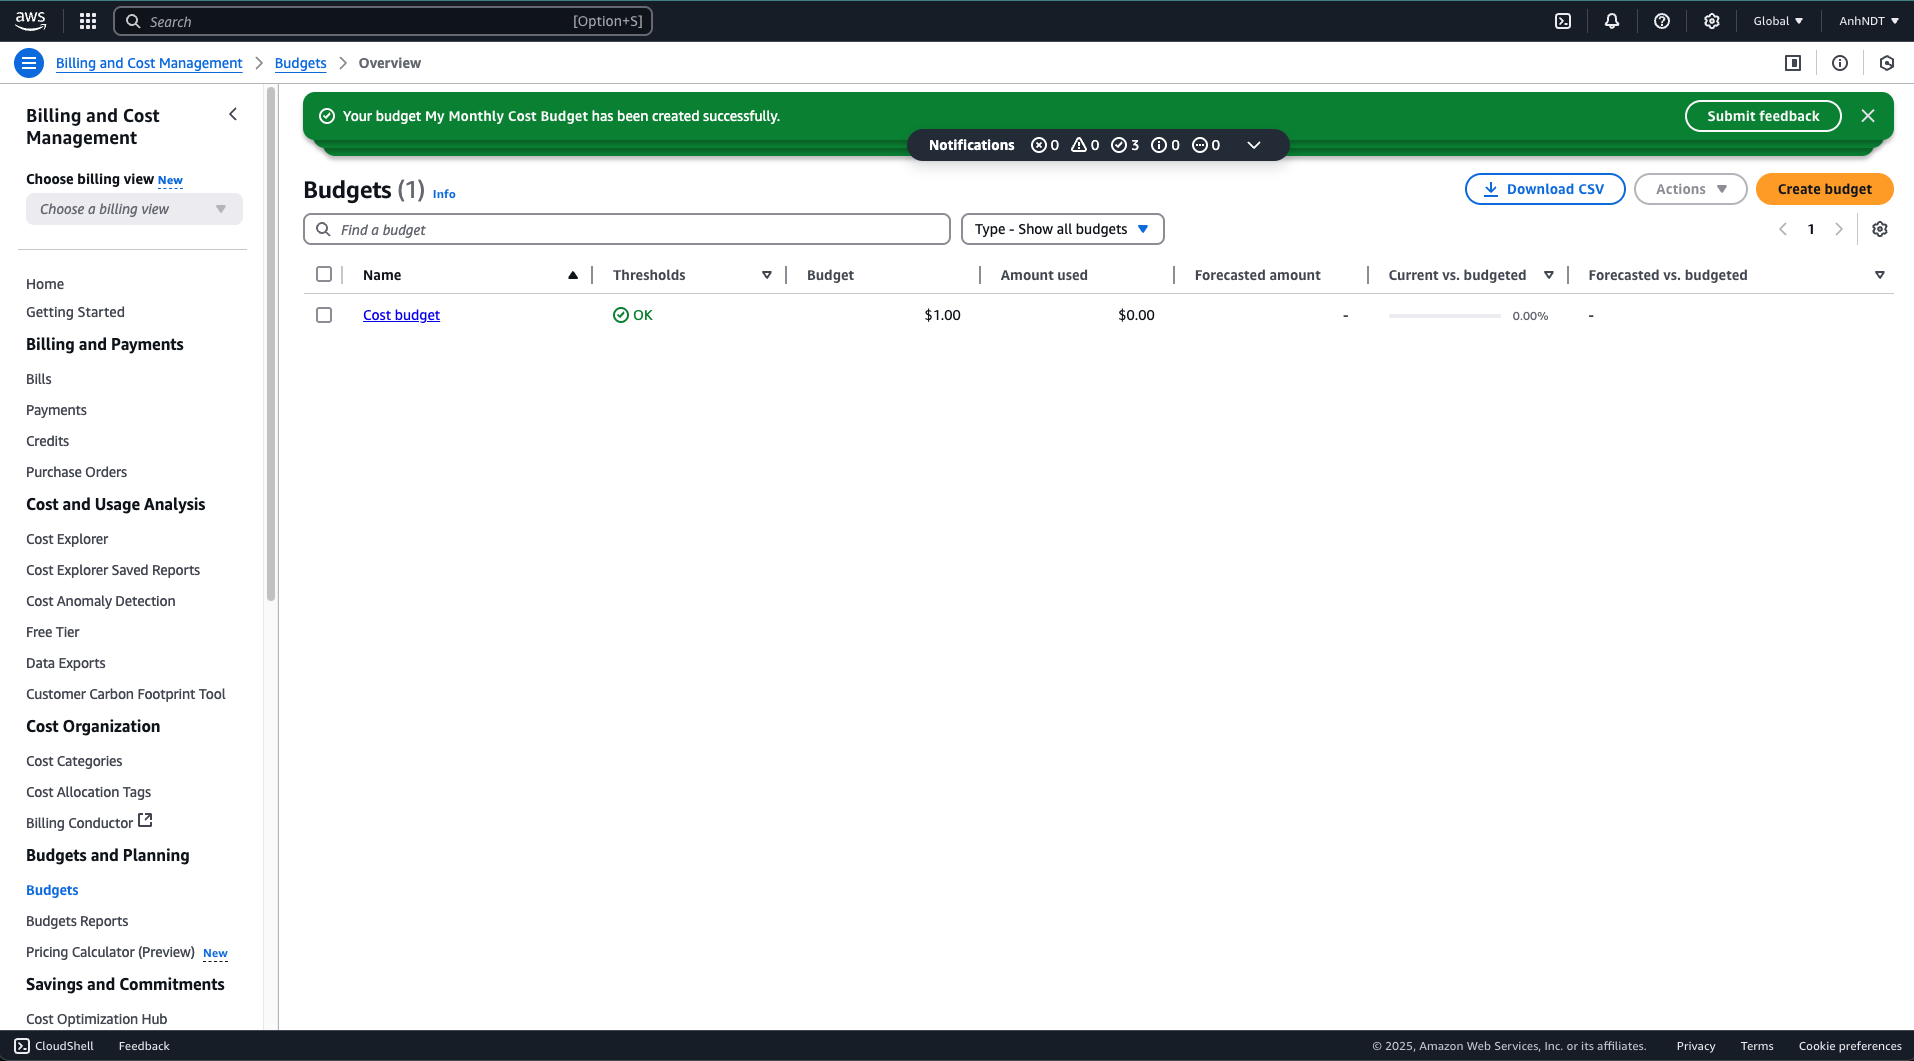 aws
Search [Option+S]
Global AnhNDT
Billing and Cost Management Budgets Overview
Billing and Cost Management
Choose billing view New
Choose a billing view
Home
Getting Started
Billing and Payments
Bills
Payments
Credits
Purchase Orders
Cost and Usage Analysis
Cost Explorer
Cost Explorer Saved Reports
Cost Anomaly Detection
Free Tier
Data Exports
Customer Carbon Footprint Tool
Cost Organization
Cost Categories
Cost Allocation Tags
Billing Conductor
Budgets and Planning
Budgets
Budgets Reports
Pricing Calculator (Preview) New
Savings and Commitments
Cost Optimization Hub
Your budget My Monthly Cost Budget has been created successfully.
Submit feedback
Notifications 0 0 3 0 0
Budgets (1) Info
Download CSV Actions Create budget
Find a budget
Type - Show all budgets
1
Name Thresholds Budget Amount used Forecasted amount Current vs. budgeted Forecasted vs. budgeted
Cost budget OK $1.00 $0.00 - 0.00% -
CloudShell Feedback
© 2025, Amazon Web Services, Inc. or its affiliates. Privacy Terms Cookie preferences